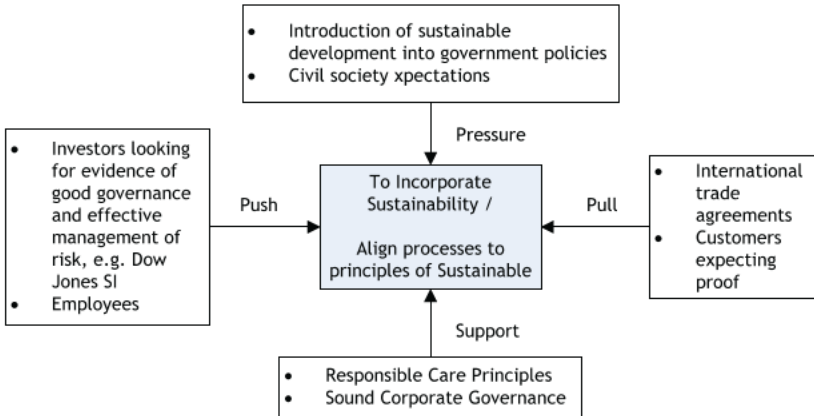 • Introduction of sustainable
development into government policies
• Civil society xpectations
Pressure
• Investors looking
for evidence of
good governance
and effective
management of
risk, e.g. Dow
Jones SI
• Employees
Push
To Incorporate
Sustainability /
Align processes to
principles of Sustainable
Pull
• International
trade
agreements
• Customers
expecting
proof
Support
• Responsible Care Principles
• Sound Corporate Governance